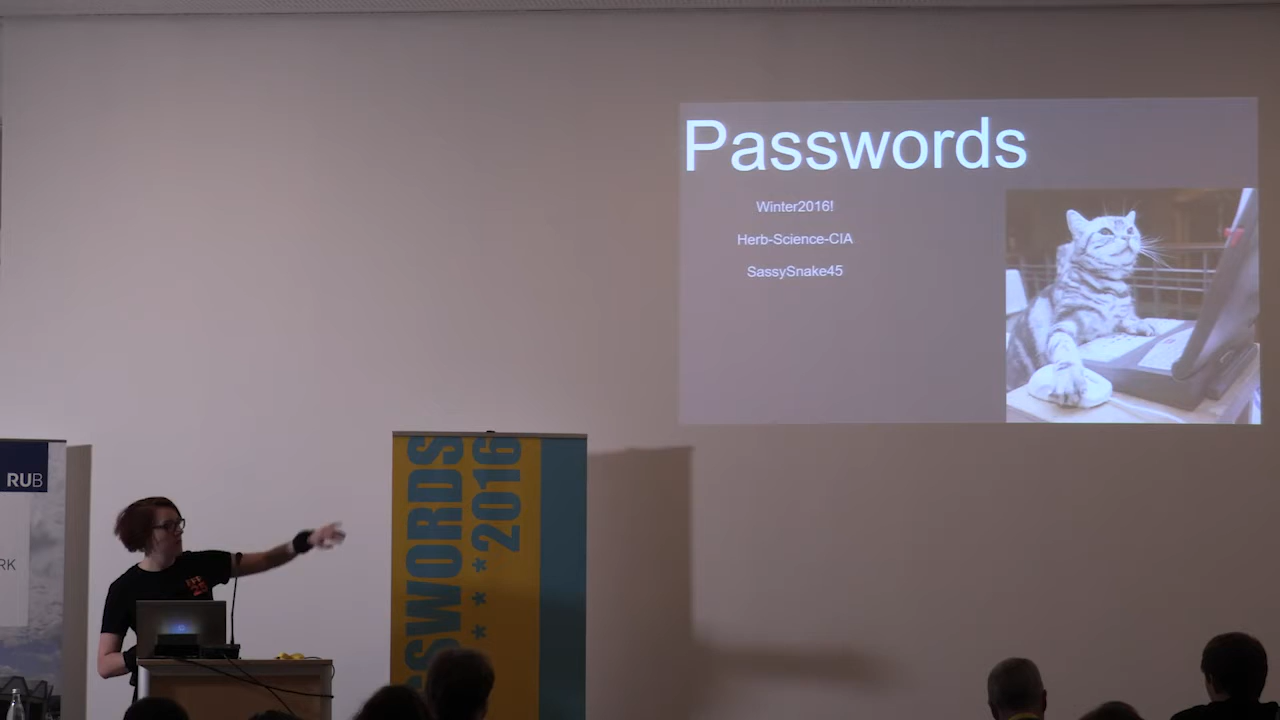 Passwords
Winter2016!
Herb-Science-CIA
SassySnake45
RUB
RK
SWORDS
* * * * 2016